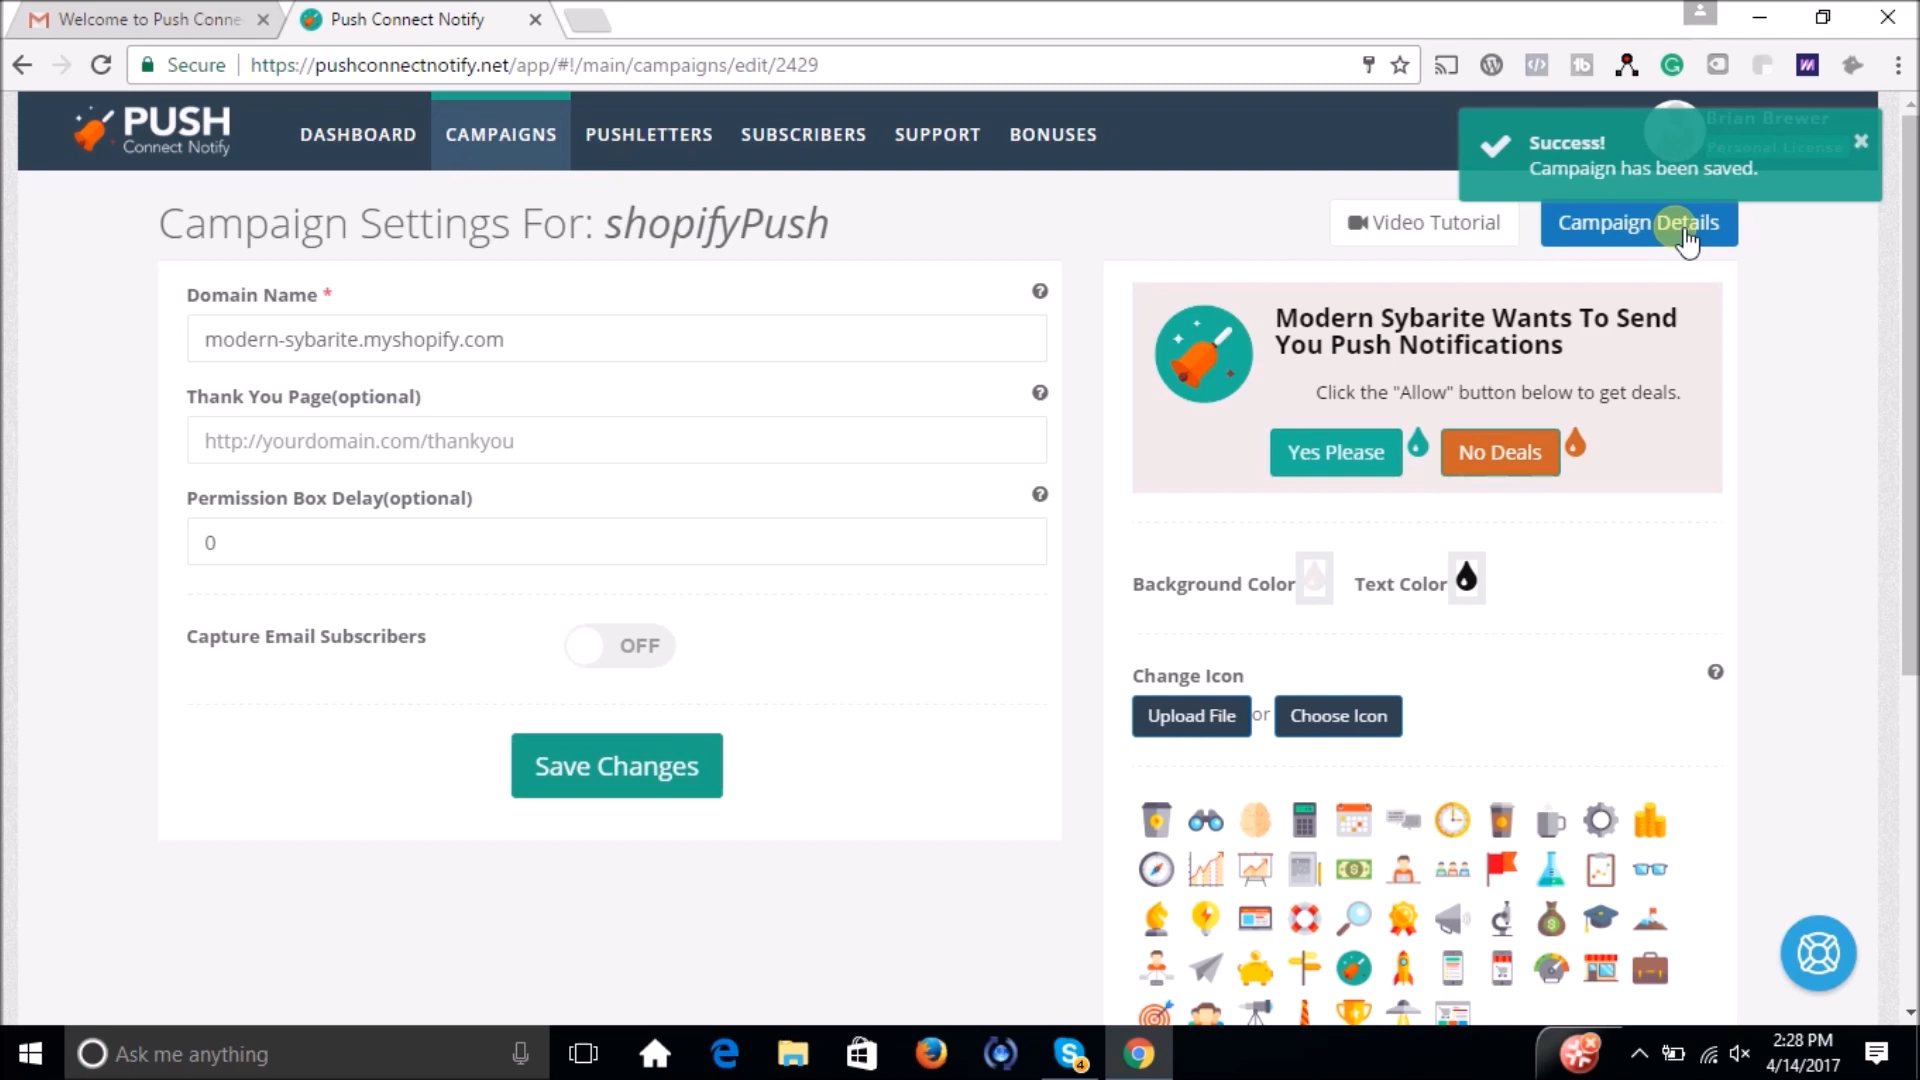 Welcome to Push Conne
Push Connect Notify
Secure
https://pushconnectnotify.net/app/#!/main/campaigns/edit/2429
PUSH
Connect Notify
DASHBOARD
CAMPAIGNS
PUSHLETTERS
SUBSCRIBERS
SUPPORT
BONUSES
Brian Brewer
Personal License
Success!
Campaign has been saved.
Campaign Settings For: shopifyPush
Video Tutorial
Campaign Details
Domain Name *
modern-sybarite.myshopify.com
Thank You Page(optional)
http://yourdomain.com/thankyou
Permission Box Delay(optional)
0
Capture Email Subscribers
OFF
Save Changes
Modern Sybarite Wants To Send
You Push Notifications
Click the "Allow" button below to get deals.
Yes Please
No Deals
Background Color
Text Color
Change Icon
Upload File
or
Choose Icon
Ask me anything
4
2:28 PM
4/14/2017